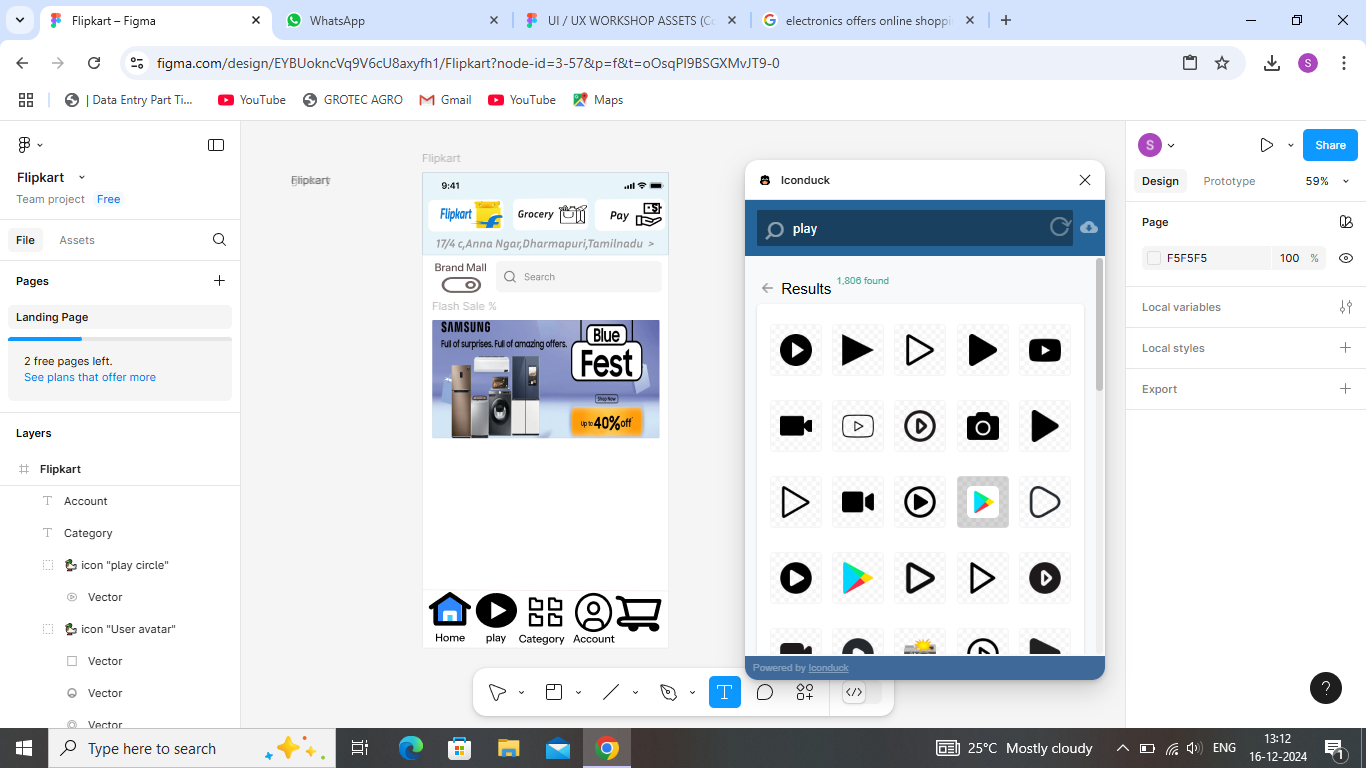 Flipkart – Figma
WhatsApp
UI / UX WORKSHOP ASSETS (Co
electronics offers online shoppi
figma.com/design/EYBUokncVq9V6cU8axyfh1/Flipkart?node-id=3-57&p=f&t=oOsqPI9BSGXMvJT9-0
S
| Data Entry Part Ti...
YouTube
GROTEC AGRO
Gmail
YouTube
Maps
Flipkart
Team project
Free
File
Assets
Pages
Landing Page
2 free pages left.
See plans that offer more
Layers
Flipkart
Account
Category
icon "play circle"
Vector
icon "User avatar"
Vector
Vector
Vector
Flipkart
Flipkart
9:41
Flipkart
Grocery
Pay
17/4 c,Anna Ngar,Dharmapuri,Tamilnadu >
Brand Mall
Search
Flash Sale %
SAMSUNG
Full of surprises. Full of amazing offers.
Blue
Fest
Shop Now
Up to 40% off
Home
play
Category
Account
Iconduck
play
Results
1,806 found
Powered by Iconduck
S
Share
Design
Prototype
59%
Page
F5F5F5
100
%
Local variables
Local styles
Export
?
Type here to search
25°C Mostly cloudy
ENG
13:12
16-12-2024
1